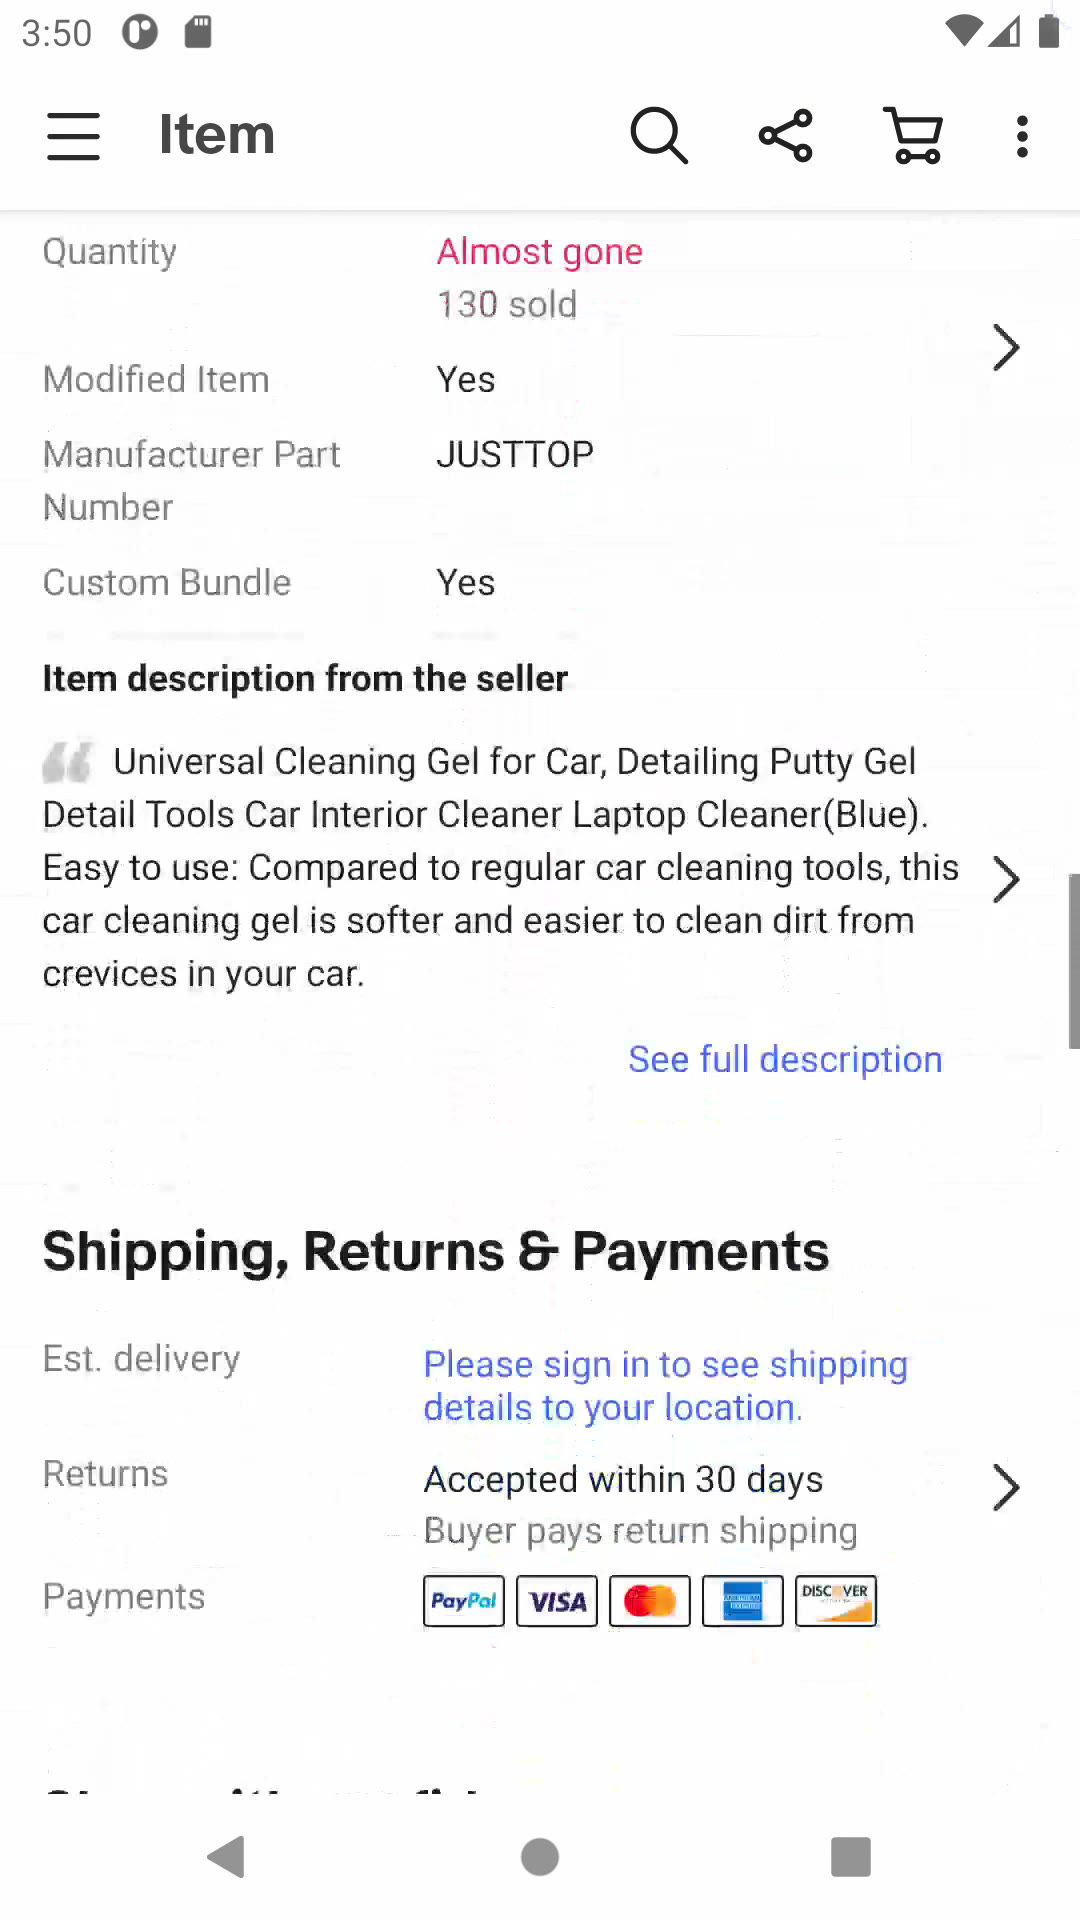 3:50
Item
Quantity
Almost gone
130 sold
Modified Item
Yes
Manufacturer Part
Number
JUSTTOP
Custom Bundle
Yes
Item description from the seller
Universal Cleaning Gel for Car, Detailing Putty Gel
Detail Tools Car Interior Cleaner Laptop Cleaner(Blue).
Easy to use: Compared to regular car cleaning tools, this
car cleaning gel is softer and easier to clean dirt from
crevices in your car.
See full description
Shipping, Returns & Payments
Est. delivery
Please sign in to see shipping
details to your location.
Returns
Accepted within 30 days
Buyer pays return shipping
Payments
PayPal
VISA
AMERICAN
EXPRESS
DISCOVER